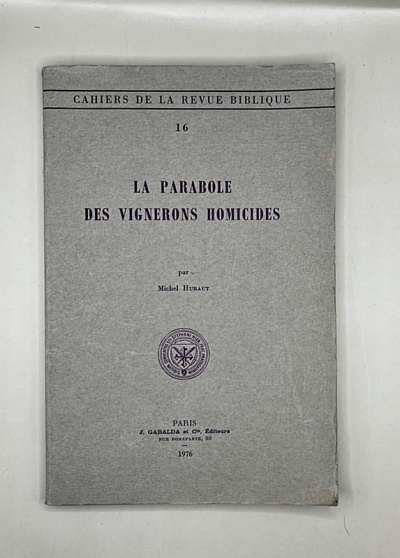 CAHIERS DE LA REVUE BIBLIQUE
16
LA PARABOLE
DES VIGNERONS HOMICIDES
par
Michel HUBAUT
PARIS
J. GABALDA et Cie, Éditeurs
RUE BONAPARTE, 90
1976